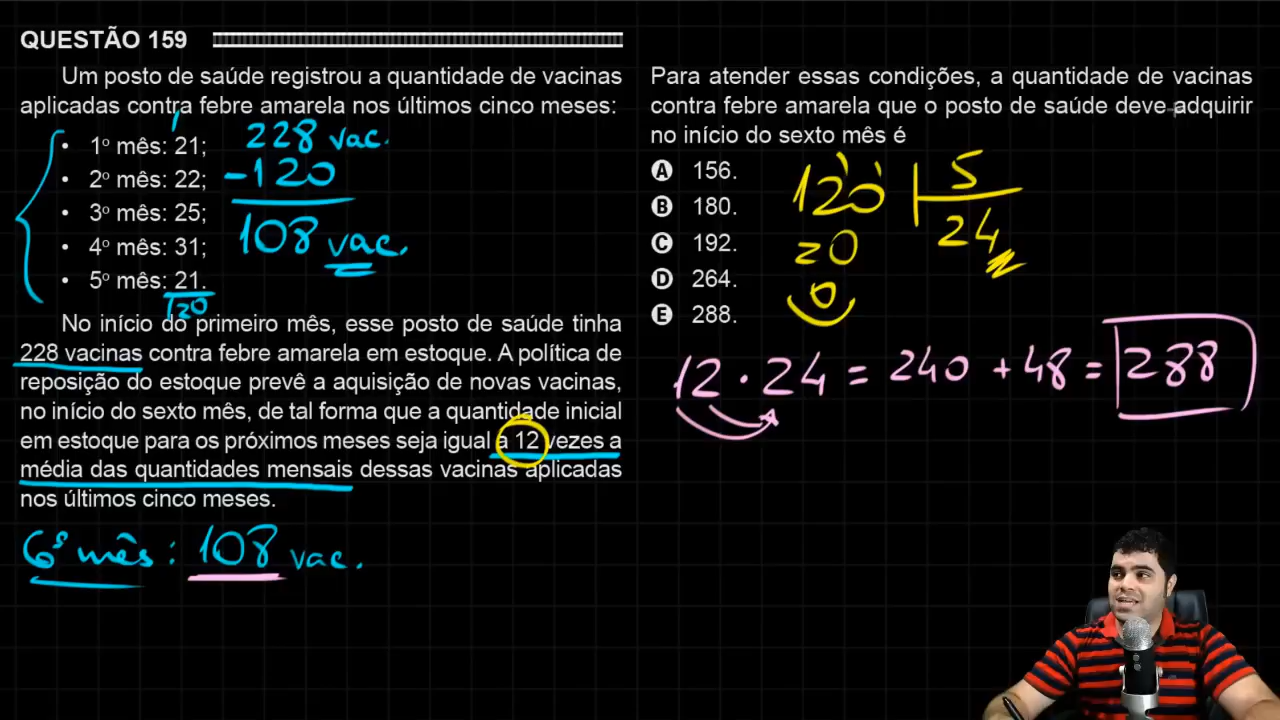 QUESTÃO 159
Um posto de saúde registrou a quantidade de vacinas
aplicadas contra febre amarela nos últimos cinco meses:
• 1º mês: 21;
• 2º mês: 22;
• 3º mês: 25;
• 4º mês: 31;
• 5º mês: 21.
120
228 vac.
-120
108 vac.
No início do primeiro mês, esse posto de saúde tinha
228 vacinas contra febre amarela em estoque. A política de
reposição do estoque prevê a aquisição de novas vacinas,
no início do sexto mês, de tal forma que a quantidade inicial
em estoque para os próximos meses seja igual a 12 vezes a
média das quantidades mensais dessas vacinas aplicadas
nos últimos cinco meses.
6º mês: 108 vac.
Para atender essas condições, a quantidade de vacinas
contra febre amarela que o posto de saúde deve adquirir
no início do sexto mês é
A 156.
B 180.
C 192.
D 264.
E 288.
120 5
20 24
0
12 · 24 = 240 + 48 = 288